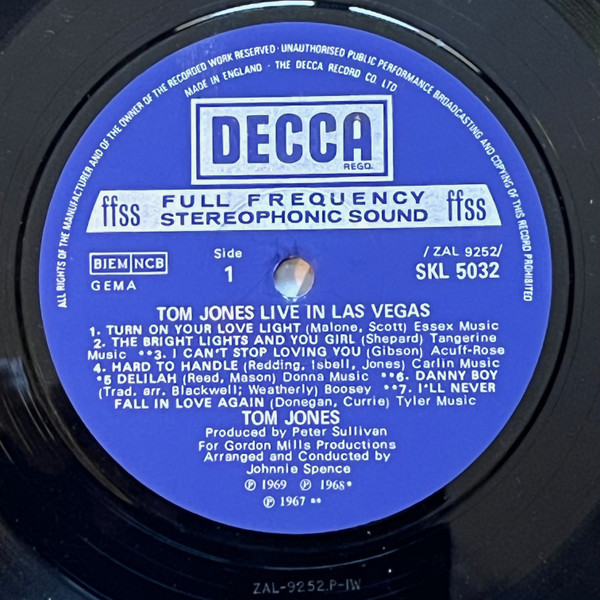 ALL RIGHTS OF THE MANUFACTURER AND OF THE OWNER OF THE RECORDED WORK RESERVED · UNAUTHORISED PUBLIC PERFORMANCE BROADCASTING AND COPYING OF THIS RECORD PROHIBITED
MADE IN ENGLAND · THE DECCA RECORD CO. LTD
DECCA
REGD.
ffss FULL FREQUENCY ffss
STEREOPHONIC SOUND
BIEM NCB
GEMA
Side
1
/ ZAL 9252/
SKL 5032
TOM JONES LIVE IN LAS VEGAS
1. TURN ON YOUR LOVE LIGHT (Malone, Scott) Essex Music
2. THE BRIGHT LIGHTS AND YOU GIRL (Shepard) Tangerine
Music **3. I CAN'T STOP LOVING YOU (Gibson) Acuff-Rose
4. HARD TO HANDLE (Redding, Isbell, Jones) Carlin Music
*5 DELILAH (Reed, Mason) Donna Music **6. DANNY BOY
(Trad. arr. Blackwell; Weatherly) Boosey **7. I'LL NEVER
FALL IN LOVE AGAIN (Donegan, Currie) Tyler Music
TOM JONES
Produced by Peter Sullivan
For Gordon Mills Productions
Arranged and Conducted by
Johnnie Spence
℗ 1969 ℗ 1968*
℗ 1967 **
ZAL-9252.P-1W